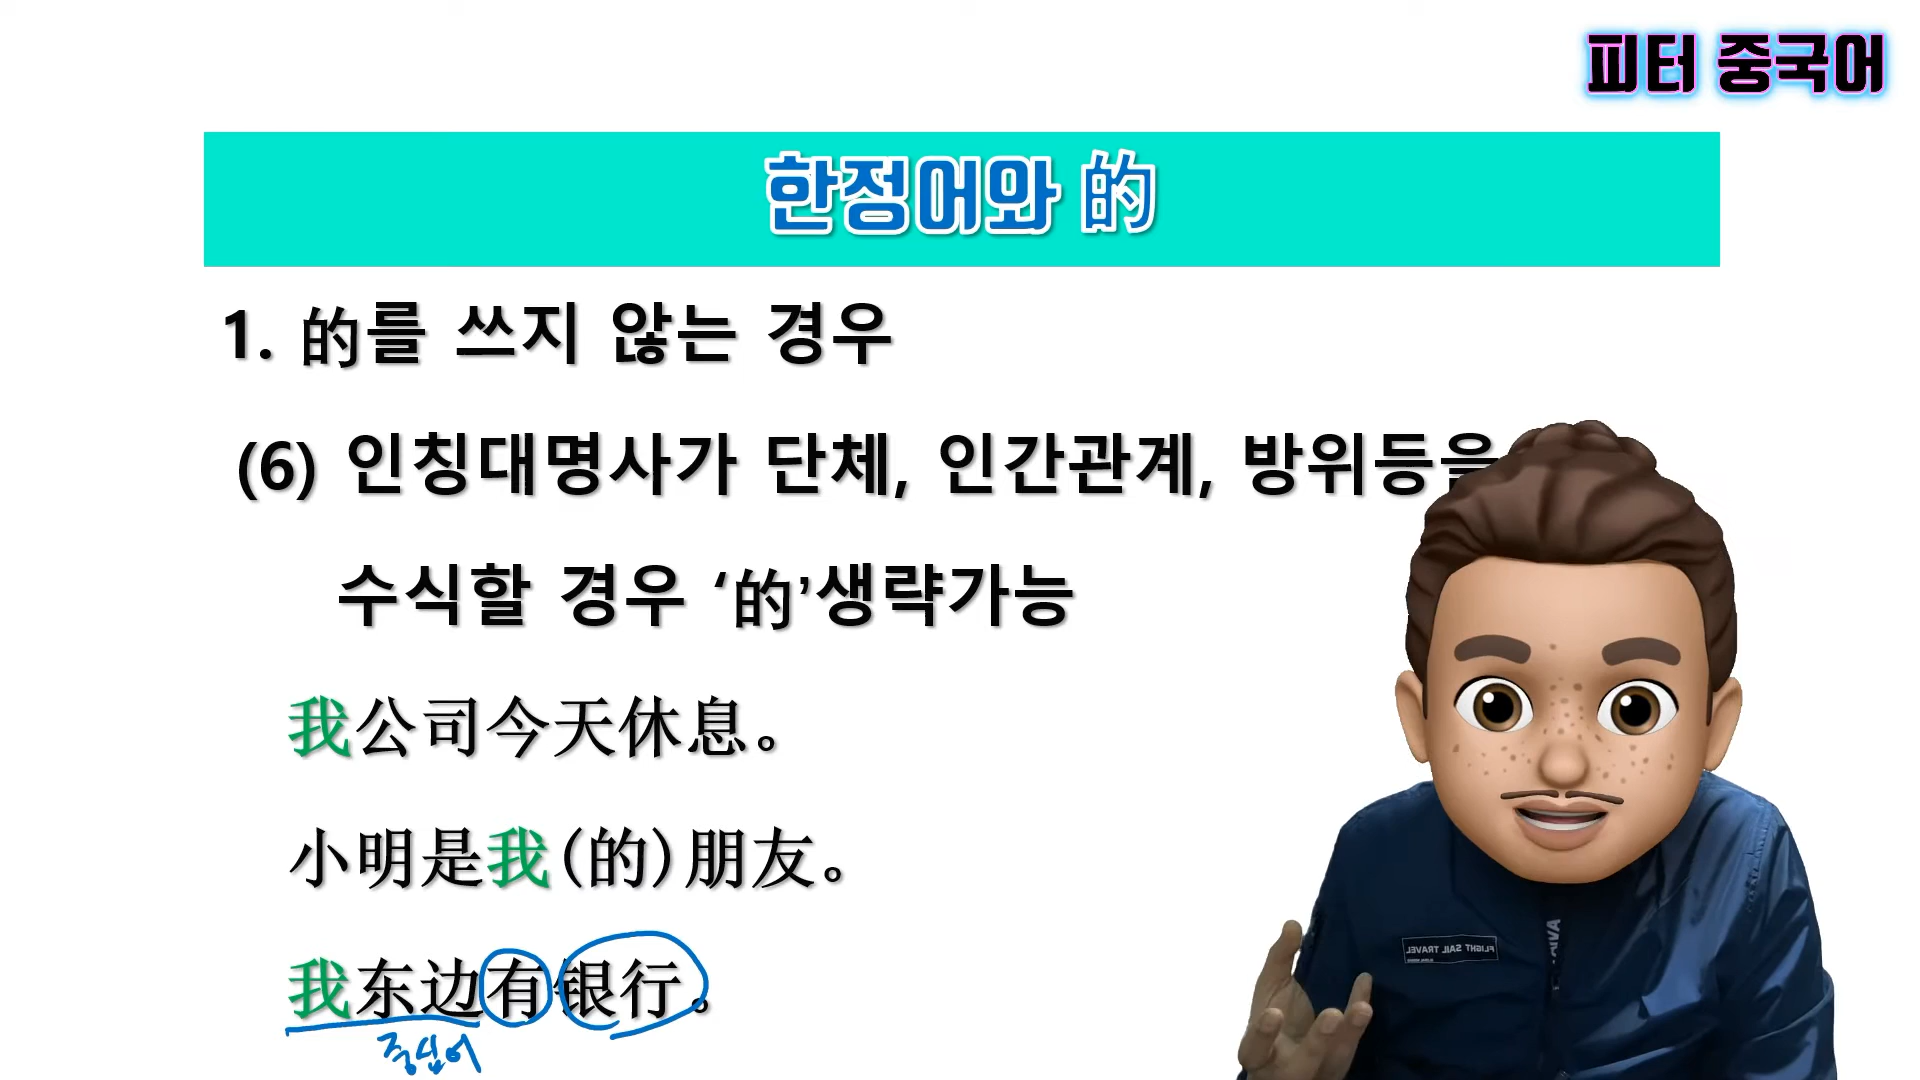 피터 중국어
한정어와 的
1. 的를 쓰지 않는 경우
(6) 인칭대명사가 단체, 인간관계, 방위등을
수식할 경우 ‘的’생략가능
我公司今天休息。
小明是我(的)朋友。
我东边有银行。
중심어
FLIGHT SAIL TRAVEL